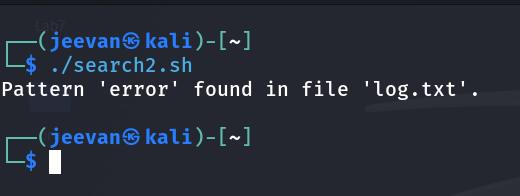 ┌──(jeevan㉿kali)-[~]
└─$ ./search2.sh
Pattern 'error' found in file 'log.txt'.
┌──(jeevan㉿kali)-[~]
└─$